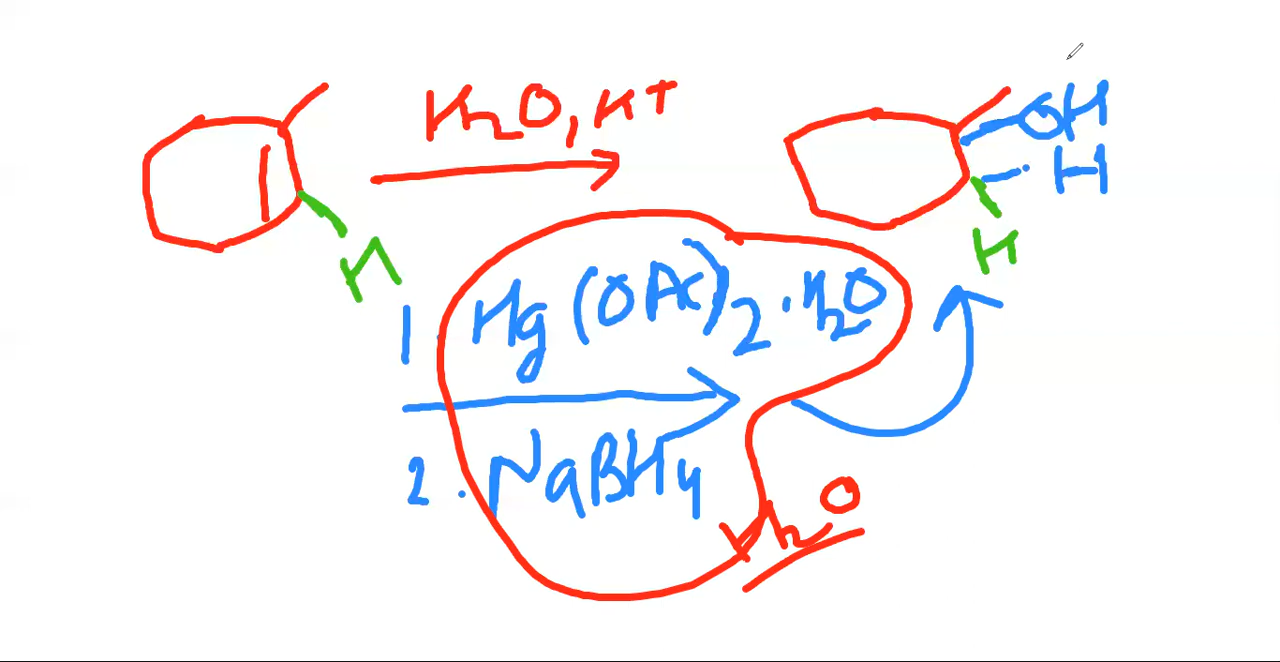 H2O, H+
OH
H
H
H
1 Hg(OAc)2·H2O
2. NaBH4
H2O